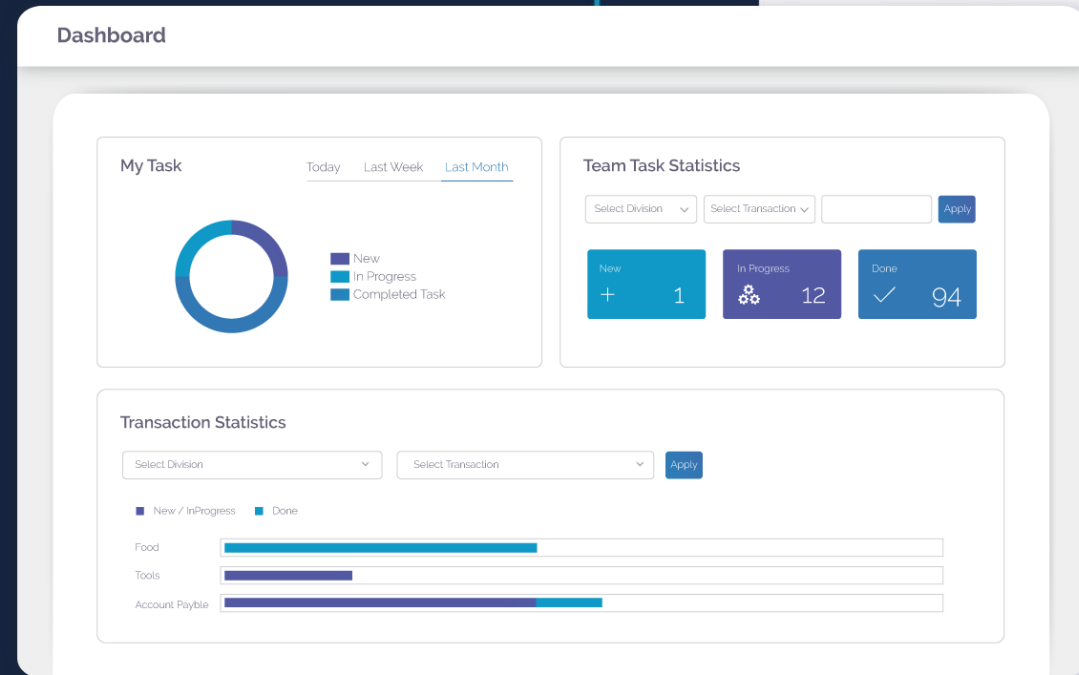 Dashboard
My Task
Today Last Week Last Month
New
In Progress
Completed Task
Team Task Statistics
Select Division Select Transaction Apply
New In Progress Done
1 12 94
Transaction Statistics
Select Division Select Transaction Apply
New / InProgress Done
Food
Tools
Account Payble